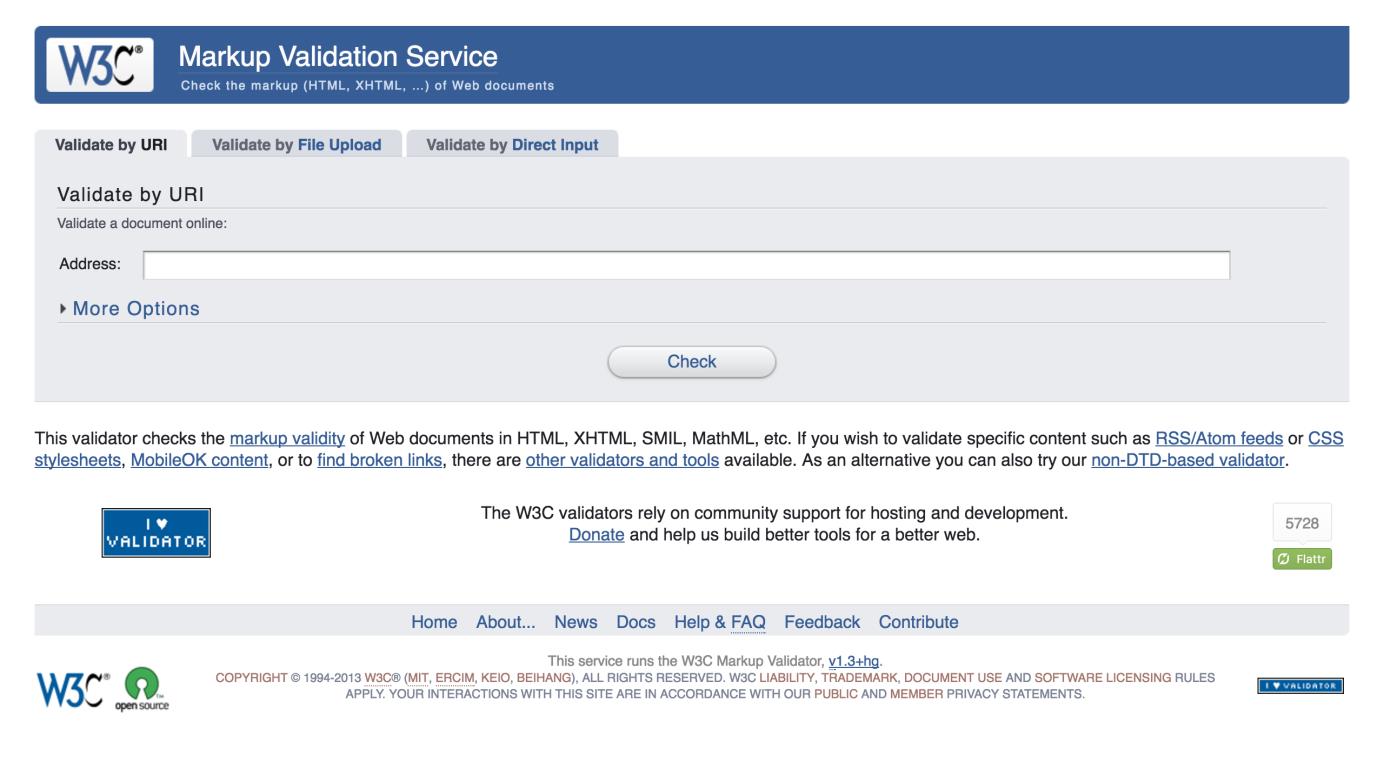 W3C®
Markup Validation Service
Check the markup (HTML, XHTML, …) of Web documents
Validate by URI
Validate by File Upload
Validate by Direct Input
Validate by URI
Validate a document online:
Address:
More Options
Check
This validator checks the markup validity of Web documents in HTML, XHTML, SMIL, MathML, etc. If you wish to validate specific content such as RSS/Atom feeds or CSS
stylesheets, MobileOK content, or to find broken links, there are other validators and tools available. As an alternative you can also try our non-DTD-based validator.
I ♥
VALIDATOR
The W3C validators rely on community support for hosting and development.
Donate and help us build better tools for a better web.
5728
Flattr
Home About... News Docs Help & FAQ Feedback Contribute
This service runs the W3C Markup Validator, v1.3+hg.
COPYRIGHT © 1994-2013 W3C® (MIT, ERCIM, KEIO, BEIHANG), ALL RIGHTS RESERVED. W3C LIABILITY, TRADEMARK, DOCUMENT USE AND SOFTWARE LICENSING RULES
APPLY. YOUR INTERACTIONS WITH THIS SITE ARE IN ACCORDANCE WITH OUR PUBLIC AND MEMBER PRIVACY STATEMENTS.
W3C®
open source™
I ♥ VALIDATOR